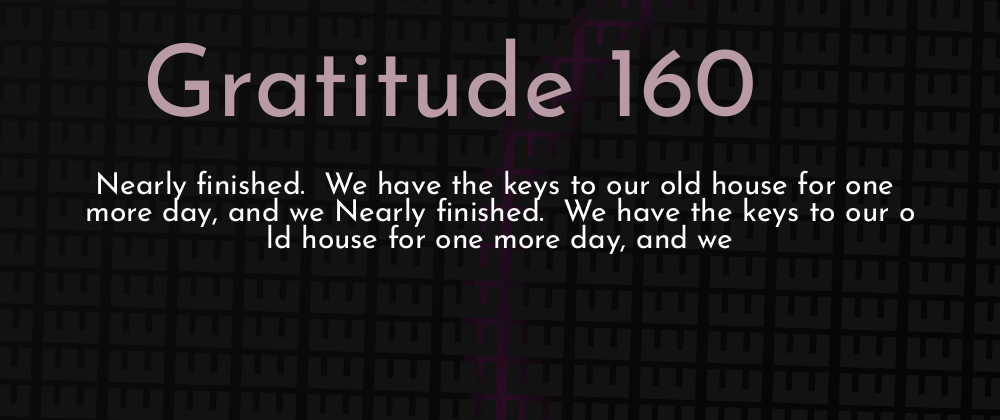 Gratitude 160
Nearly finished.  We have the keys to our old house for one
more day, and we Nearly finished.  We have the keys to our o
ld house for one more day, and we